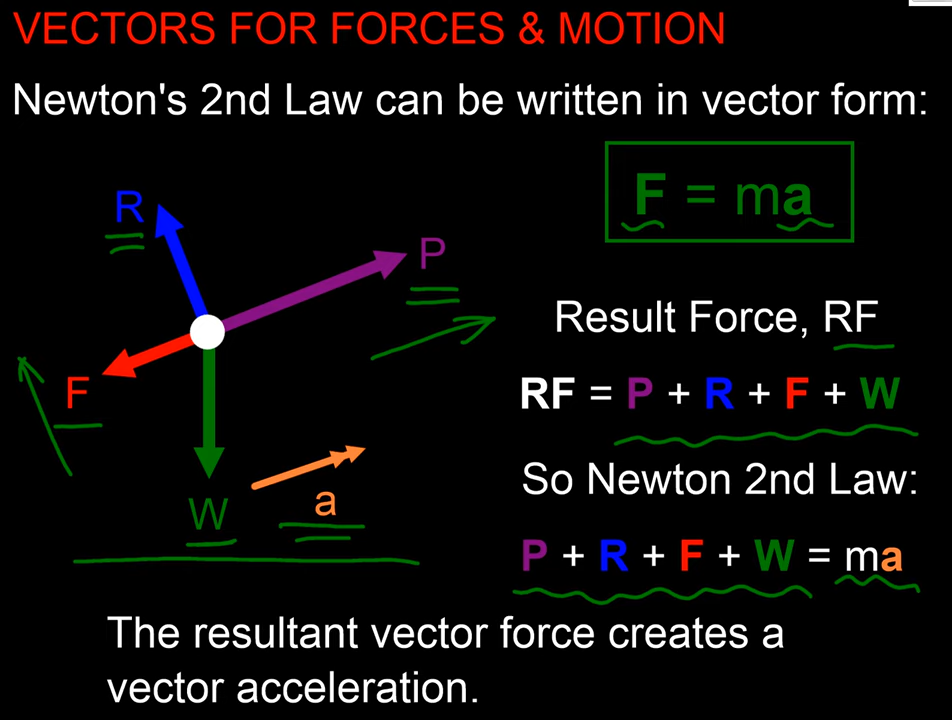 VECTORS FOR FORCES & MOTION
Newton's 2nd Law can be written in vector form:
F = ma
R
P
Result Force, RF
F
RF = P + R + F + W
So Newton 2nd Law:
W
a
P + R + F + W = ma
The resultant vector force creates a
vector acceleration.